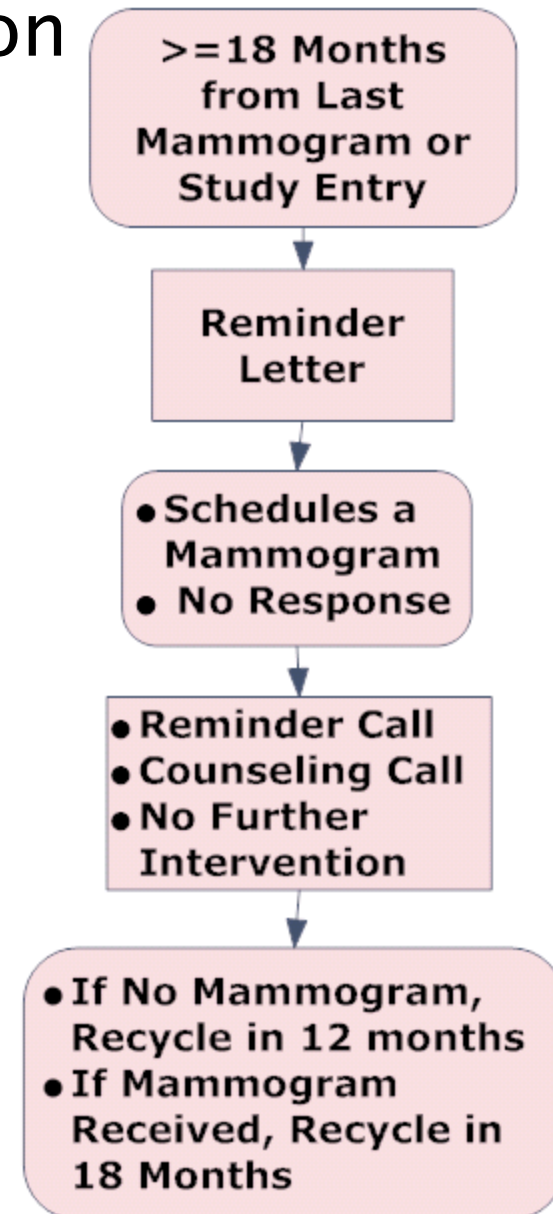 on
>=18 Months
from Last
Mammogram or
Study Entry
Reminder
Letter
● Schedules a
Mammogram
● No Response
● Reminder Call
● Counseling Call
● No Further
Intervention
● If No Mammogram,
Recycle in 12 months
● If Mammogram
Received, Recycle in
18 Months